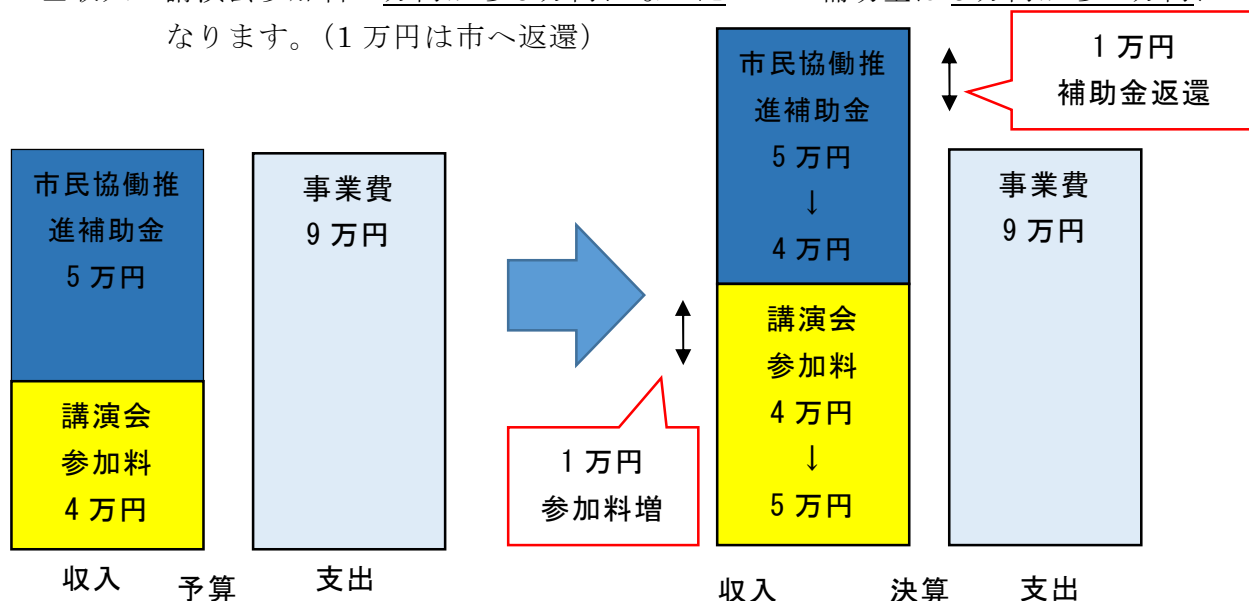 なります。（1 万円は市へ返還）
市民協働推
進補助金
5 万円
講演会
参加料
4 万円
収入
予算
事業費
9 万円
支出
1 万円
参加料増
市民協働推
進補助金
5 万円
↓
4 万円
講演会
参加料
4 万円
↓
5 万円
収入
決算
1 万円
補助金返還
事業費
9 万円
支出